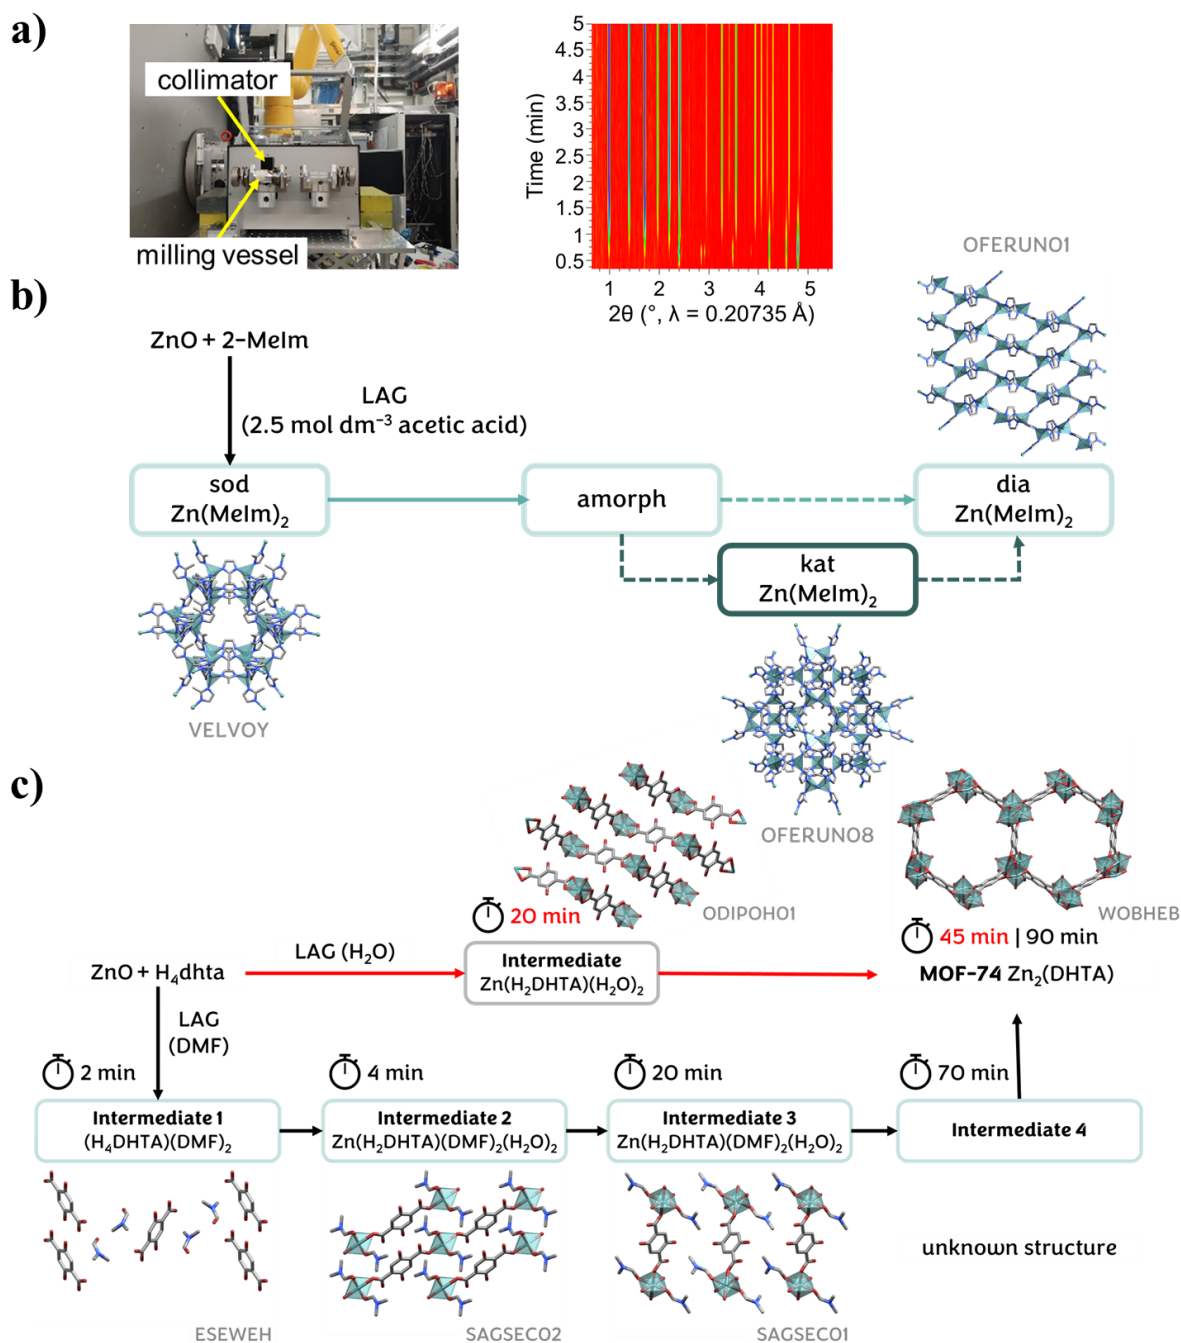 a)
collimator
milling vessel
Time (min)
5
4.5
4
3.5
3
2.5
2
1.5
1
0.5
1 2 3 4 5
2θ (°, λ = 0.20735 Å)
b)
OFERUN01
ZnO + 2-MeIm
LAG
(2.5 mol dm⁻³ acetic acid)
sod
Zn(MeIm)₂
amorph
dia
Zn(MeIm)₂
kat
Zn(MeIm)₂
VELVOY
OFERUN08
c)
ODIPOH01
WOBHEB
20 min
45 min | 90 min
ZnO + H₄dhta
LAG (H₂O)
Intermediate
Zn(H₂DHTA)(H₂O)₂
MOF-74 Zn₂(DHTA)
LAG
(DMF)
2 min
4 min
20 min
70 min
Intermediate 1
(H₄DHTA)(DMF)₂
Intermediate 2
Zn(H₂DHTA)(DMF)₂(H₂O)₂
Intermediate 3
Zn(H₂DHTA)(DMF)₂(H₂O)₂
Intermediate 4
unknown structure
ESEWEH
SAGSEC02
SAGSEC01